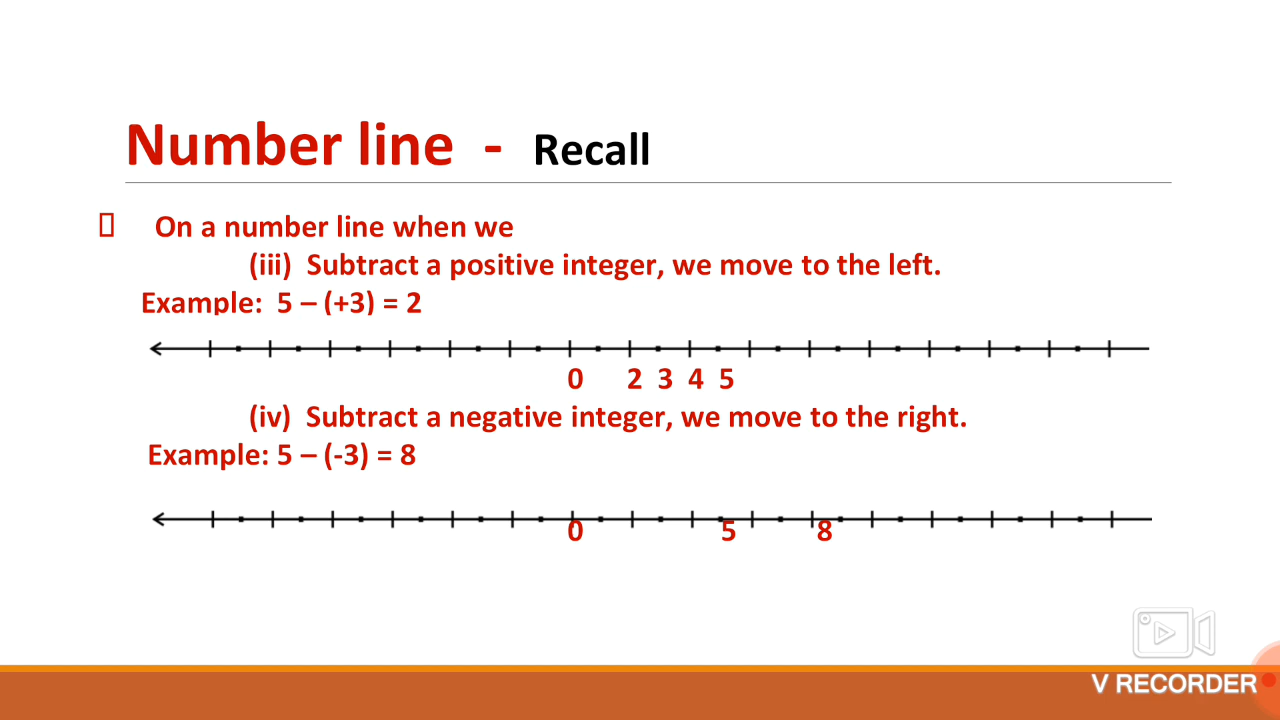 Number line - Recall
On a number line when we
(iii) Subtract a positive integer, we move to the left.
Example: 5 – (+3) = 2
0 2 3 4 5
(iv) Subtract a negative integer, we move to the right.
Example: 5 – (-3) = 8
0 5 8
V RECORDER